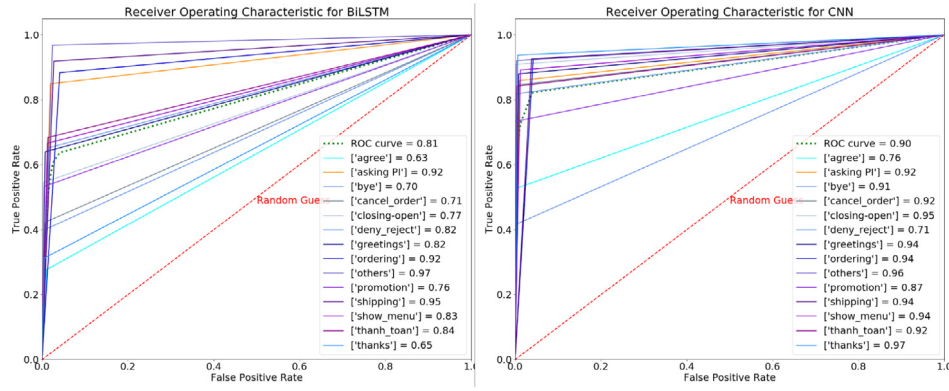 Receiver Operating Characteristic for BiLSTM
1.0
0.8
0.6
0.4
0.2
0.0
True Positive Rate
0.0 0.2 0.4 0.6 0.8 1.0
False Positive Rate
Random Gue
ROC curve = 0.81
['agree'] = 0.63
['asking PI'] = 0.92
['bye'] = 0.70
['cancel_order'] = 0.71
['closing-open'] = 0.77
['deny_reject'] = 0.82
['greetings'] = 0.82
['ordering'] = 0.92
['others'] = 0.97
['promotion'] = 0.76
['shipping'] = 0.95
['show_menu'] = 0.83
['thanh_toan'] = 0.84
['thanks'] = 0.65
Receiver Operating Characteristic for CNN
1.0
0.8
0.6
0.4
0.2
0.0
True Positive Rate
0.0 0.2 0.4 0.6 0.8 1.0
False Positive Rate
Random Gue
ROC curve = 0.90
['agree'] = 0.76
['asking PI'] = 0.92
['bye'] = 0.91
['cancel_order'] = 0.92
['closing-open'] = 0.95
['deny_reject'] = 0.71
['greetings'] = 0.94
['ordering'] = 0.94
['others'] = 0.96
['promotion'] = 0.87
['shipping'] = 0.94
['show_menu'] = 0.94
['thanh_toan'] = 0.92
['thanks'] = 0.97